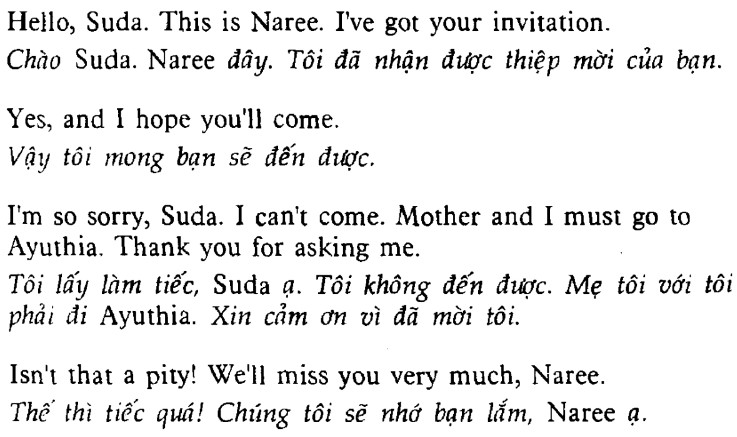 Hello, Suda. This is Naree. I've got your invitation.
Chào Suda. Naree đây. Tôi đã nhận được thiệp mời của bạn.
Yes, and I hope you'll come.
Vậy tôi mong bạn sẽ đến được.
I'm so sorry, Suda. I can't come. Mother and I must go to
Ayuthia. Thank you for asking me.
Tôi lấy làm tiếc, Suda ạ. Tôi không đến được. Mẹ tôi với tôi
phải đi Ayuthia. Xin cảm ơn vì đã mời tôi.
Isn't that a pity! We'll miss you very much, Naree.
Thế thì tiếc quá! Chúng tôi sẽ nhớ bạn lắm, Naree ạ.